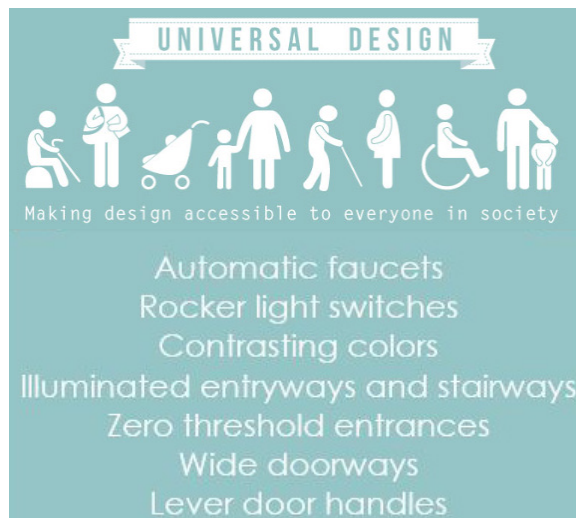 UNIVERSAL DESIGN
Making design accessible to everyone in society
Automatic faucets
Rocker light switches
Contrasting colors
Illuminated entryways and stairways
Zero threshold entrances
Wide doorways
Lever door handles